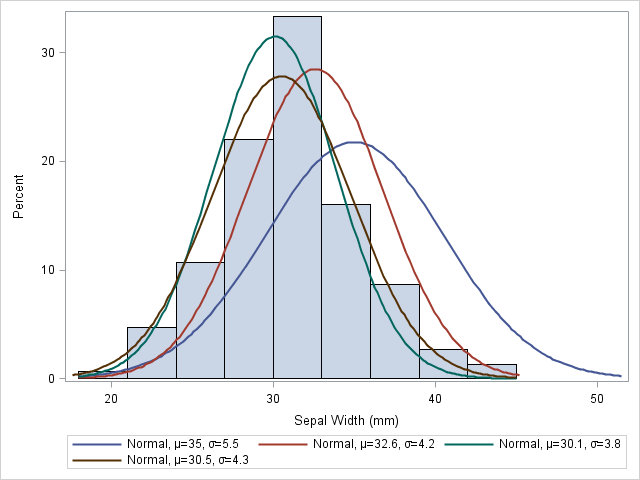 30
20
10
0
Percent
20 30 40 50
Sepal Width (mm)
Normal, μ=35, σ=5.5 Normal, μ=32.6, σ=4.2 Normal, μ=30.1, σ=3.8
Normal, μ=30.5, σ=4.3